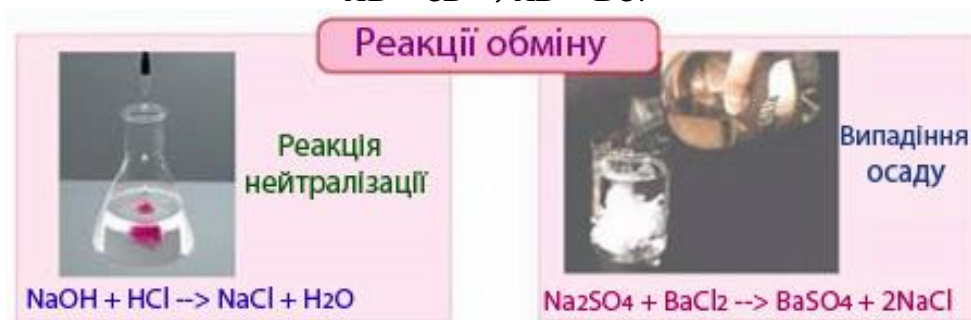 Реакції обміну
Реакція
нейтралізації
NaOH + HCl --> NaCl + H2O
Випадіння
осаду
Na2SO4 + BaCl2 --> BaSO4 + 2NaCl